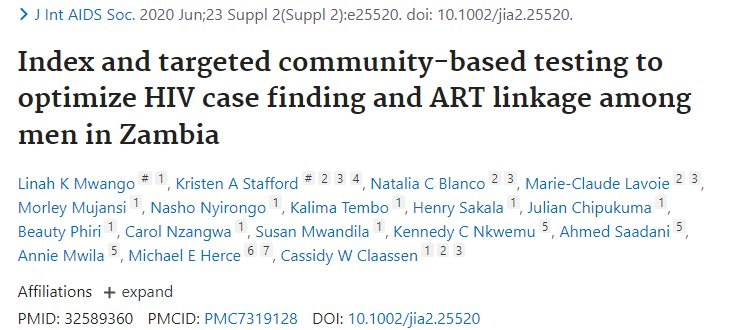 J Int AIDS Soc. 2020 Jun;23 Suppl 2(Suppl 2):e25520. doi: 10.1002/jia2.25520.
Index and targeted community-based testing to
optimize HIV case finding and ART linkage among
men in Zambia
Linah K Mwango # 1, Kristen A Stafford # 2 3 4, Natalia C Blanco 2 3, Marie-Claude Lavoie 2 3,
Morley Mujansi 1, Nasho Nyirongo 1, Kalima Tembo 1, Henry Sakala 1, Julian Chipukuma 1,
Beauty Phiri 1, Carol Nzangwa 1, Susan Mwandila 1, Kennedy C Nkwemu 5, Ahmed Saadani 5,
Annie Mwila 5, Michael E Herce 6 7, Cassidy W Claassen 1 2 3
Affiliations + expand
PMID: 32589360 PMCID: PMC7319128 DOI: 10.1002/jia2.25520